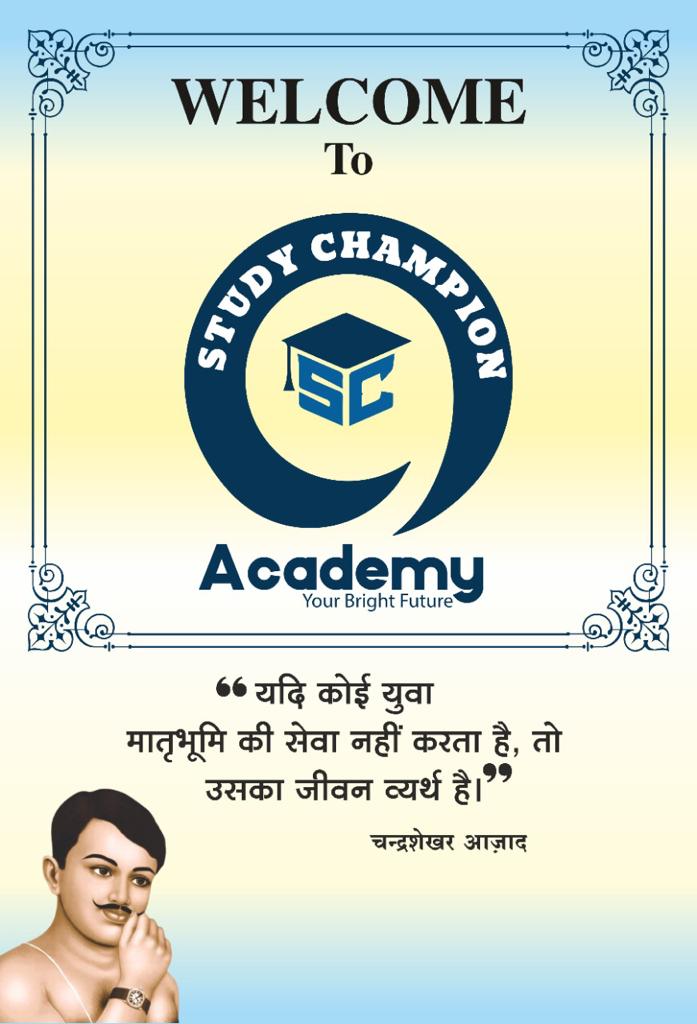 WELCOME
To
STUDY CHAMPION
SC
Academy
Your Bright Future
“यदि कोई युवा
मातृभूमि की सेवा नहीं करता है, तो
उसका जीवन व्यर्थ है।”
चन्द्रशेखर आज़ाद